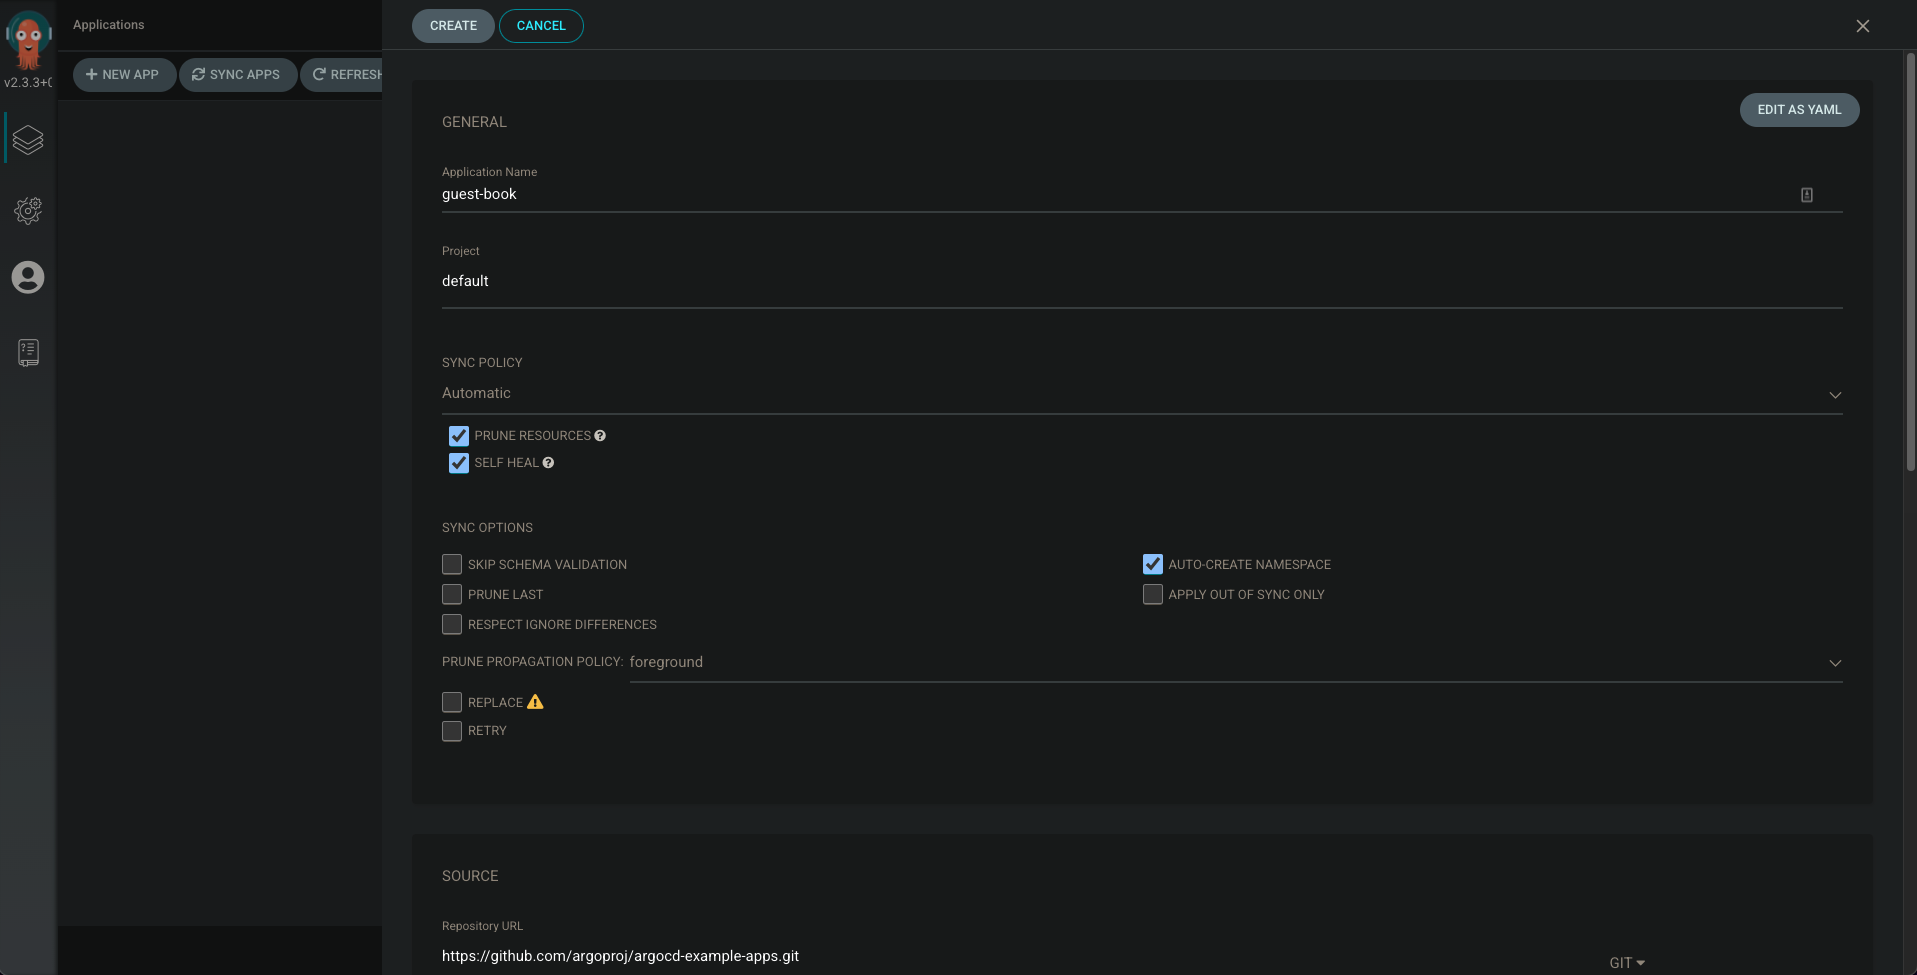 Applications
CREATE
CANCEL
v2.3.3+
NEW APP
SYNC APPS
REFRESH
GENERAL
EDIT AS YAML
Application Name
guest-book
Project
default
SYNC POLICY
Automatic
PRUNE RESOURCES
SELF HEAL
SYNC OPTIONS
SKIP SCHEMA VALIDATION
AUTO-CREATE NAMESPACE
PRUNE LAST
APPLY OUT OF SYNC ONLY
RESPECT IGNORE DIFFERENCES
PRUNE PROPAGATION POLICY: foreground
REPLACE
RETRY
SOURCE
Repository URL
https://github.com/argoproj/argocd-example-apps.git
GIT